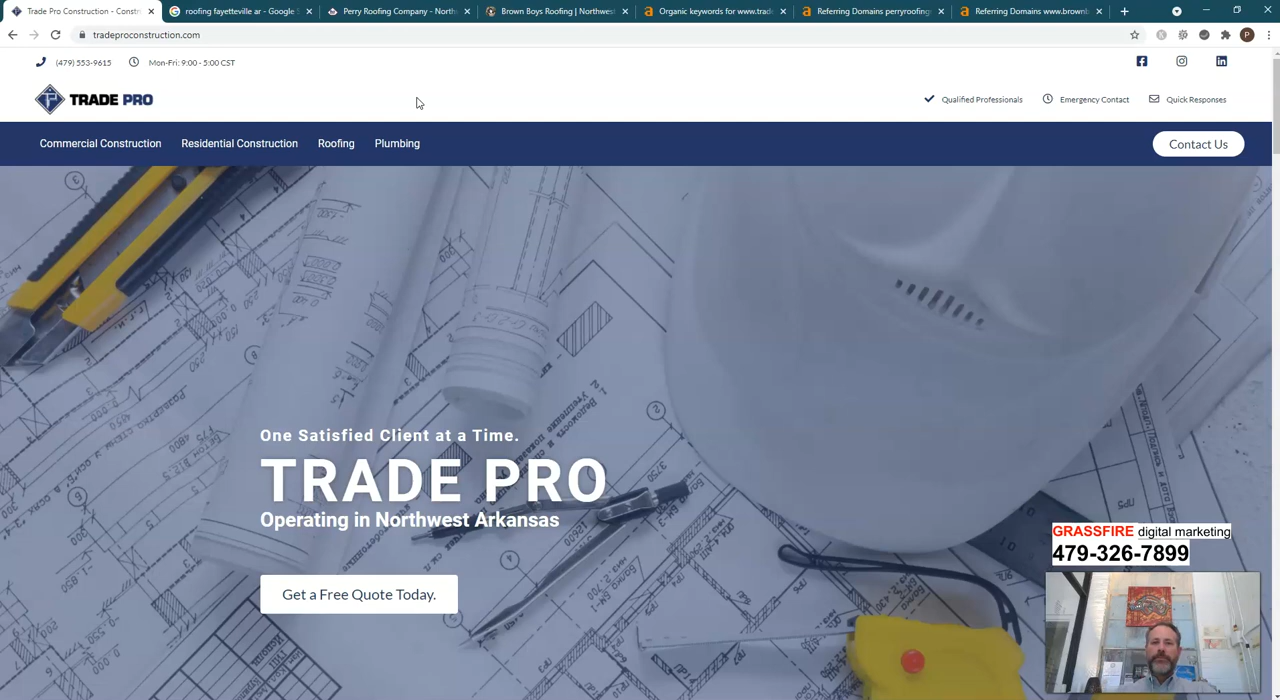 Trade Pro Construction - Constr
roofing fayetteville ar - Google S
Perry Roofing Company - North
Brown Boys Roofing | Northwest
Organic keywords for www.trade
Referring Domains perryroofing
Referring Domains www.brownb
tradeproconstruction.com
P
(479) 553-9615
Mon-Fri: 9:00 - 5:00 CST
TRADE PRO
Qualified Professionals
Emergency Contact
Quick Responses
Commercial Construction
Residential Construction
Roofing
Plumbing
Contact Us
One Satisfied Client at a Time.
TRADE PRO
Operating in Northwest Arkansas
Get a Free Quote Today.
GRASSFIRE digital marketing
479-326-7899